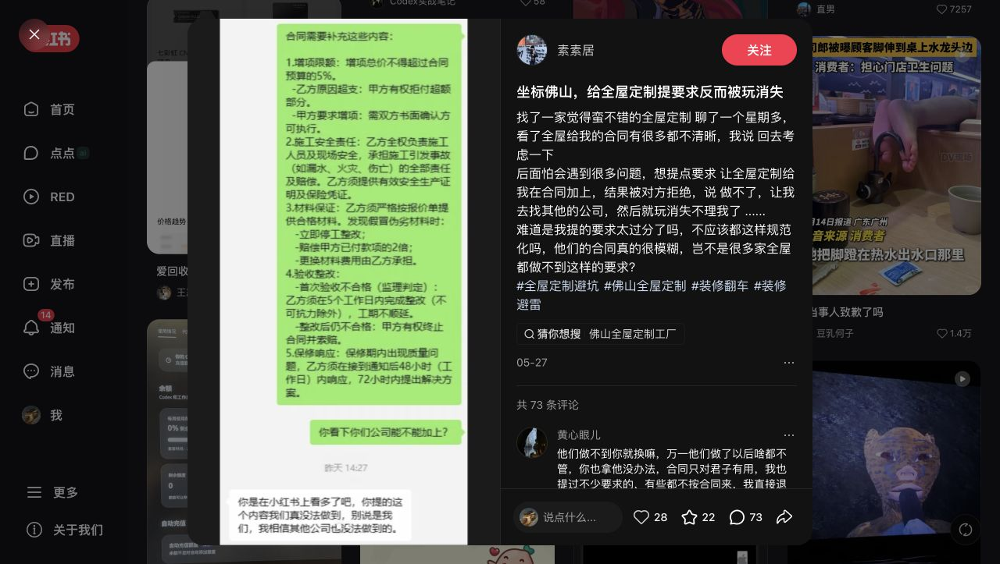 首页
点点 ai
RED
直播
发布
14
通知
消息
我
更多
关于我们
Codex实战笔记
58
直男
7257
价格趋势
爱回收
合同需要补充这些内容：
1.增项限额：增项总价不得超过合同
预算的5%。
-乙方原因超支：甲方有权拒付超额
部分。
-甲方要求增项：需双方书面确认方
可执行。
2.施工安全责任：乙方全权负责施工
人员及现场安全，承担施工引发事故
（如漏水、火灾、伤亡）的全部责任
及赔偿。乙方须提供有效安全生产证
明及保险凭证。
3.材料保证：乙方须严格按报价单提
供合格材料。发现假冒伪劣材料时：
-立即停工整改；
-赔偿甲方已付款项的2倍；
-更换材料费用由乙方承担。
4.验收整改：
-首次验收不合格（监理判定）：
乙方须在5个工作日内完成整改（不
可抗力除外），工期不顺延。
-整改后仍不合格：甲方有权终止
合同并索赔。
5.保修响应：保修期内出现质量问
题，乙方须在接到通知后48小时（工
作日）内响应，72小时内提出解决方
案。
你看下你们公司能不能加上？
昨天 14:27
你是在小红书上看多了吧，你提的这
个内容我们真没法做到，别说是我
们，我相信其他公司也没法做到的。
素素居
关注
坐标佛山，给全屋定制提要求反而被玩消失
找了一家觉得蛮不错的全屋定制 聊了一个星期多，
看了全屋给我的合同有很多都不清晰，我说 回去考
虑一下
后面怕会遇到很多问题，想提点要求 让全屋定制给
我在合同加上，结果被对方拒绝，说 做不了，让我
去找其他的公司，然后就玩消失不理我了 ......
难道是我提的要求太过分了吗，不应该都这样规范
化吗，他们的合同真的很模糊，岂不是很多家全屋
都做不到这样的要求？
#全屋定制避坑 #佛山全屋定制 #装修翻车 #装修
避雷
猜你想搜 佛山全屋定制工厂
05-27
共 73 条评论
黄心眼儿
他们做不到你就换嘛，万一他们做了以后啥都不
管，你也拿他没办法，合同只对君子有用，我也
提过不少要求的，有些都不按合同来，我直接退
说点什么...
28
22
73
司郎被曝顾客脚伸到桌上水龙头边
消费者：担心门店卫生问题
DV现场
月14日报道 广东广州
音来源 消费者
他把脚蹬在热水出水口那里
当事人致歉了吗
豆乳何子
1.4万
余额
自动充值